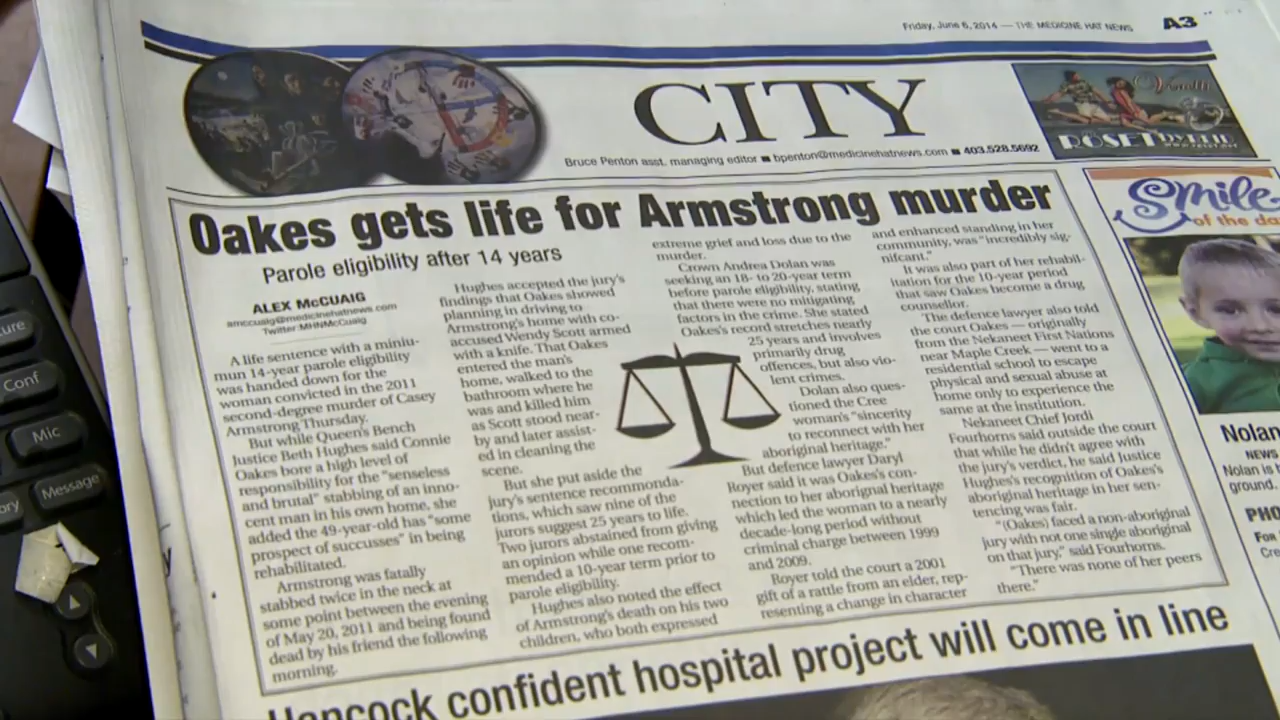 Friday, June 6, 2014 — THE MEDICINE HAT NEWS
A3
CITY
Bruce Penton asst. managing editor ■ bpenton@medicinehatnews.com ■ 403.528.5692
Smile
of the da
Oakes gets life for Armstrong murder
Parole eligibility after 14 years
ALEX McCUAIG
amccuaig@medicinehatnews.com
Twitter:MHNMcCuaig
A life sentence with a miniu-
mun 14-year parole eligibility
was handed down for the
woman convicted in the 2011
second-degree murder of Casey
Armstrong Thursday.
But while Queen's Bench
Justice Beth Hughes said Connie
Oakes bore a high level of
responsibility for the "senseless
and brutal" stabbing of an inno-
cent man in his own home, she
added the 49-year-old has "some
prospect of succusses" in being
rehabilitated.
Armstrong was fatally
stabbed twice in the neck at
some point between the evening
of May 20, 2011 and being found
dead by his friend the following
morning.
Hughes accepted the jury's
findings that Oakes showed
planning in driving to
Armstrong's home with co-
accused Wendy Scott armed
with a knife. That Oakes
entered the man's
home, walked to the
bathroom where he
was and killed him
as Scott stood near-
by and later assist-
ed in cleaning the
scene.
But she put aside the
jury's sentence recommonda-
tions, which saw nine of the
jurors suggest 25 years to life.
Two jurors abstained from giving
an opinion while one recom-
mended a 10-year term prior to
parole eligibility.
Hughes also noted the effect
of Armstrong's death on his two
children, who both expressed
extreme grief and loss due to the
murder.
Crown Andrea Dolan was
seeking an 18- to 20-year term
before parole eligibility, stating
that there were no mitigating
factors in the crime. She stated
Oakes's record stretches nearly
25 years and involves
primarily drug
offences, but also vio-
lent crimes.
Dolan also ques-
tioned the Cree
woman's "sincerity
to reconnect with her
aboriginal heritage."
But defence lawyer Daryl
Royer said it was Oakes's con-
nection to her aborignal heritage
which led the woman to a nearly
decade-long period without
criminal charge between 1999
and 2009.
Royer told the court a 2001
gift of a rattle from an elder, rep-
resenting a change in character
and enhanced standing in her
community, was "incredibly sig-
nifcant."
It was also part of her rehabil-
itation for the 10-year period
that saw Oakes become a drug
counsellor.
The defence lawyer also told
the court Oakes — originally
from the Nekaneet First Nations
near Maple Creek — went to a
residential school to escape
physical and sexual abuse at
home only to experience the
same at the institution.
Nekaneet Chief Jordi
Fourhorns said outside the court
that while he didn't agree with
the jury's verdict, he said Justice
Hughes's recognition of Oakes's
aboriginal heritage in her sen-
tencing was fair.
"(Oakes) faced a non-aboriginal
jury with not one single aboriginal
on that jury," said Fourhorns.
"There was none of her peers
there."
Nolan
NEWS
Nolan is
ground.
PHO
For
Cre
Hancock confident hospital project will come in line
Conf
Mic
Message